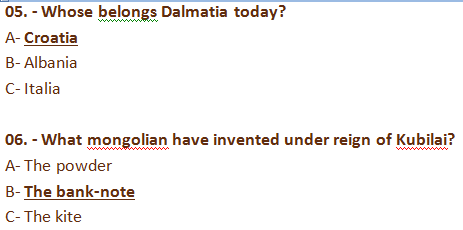 05. - Whose belongs Dalmatia today?
A- Croatia
B- Albania
C- Italia
06. - What mongolian have invented under reign of Kubilai?
A- The powder
B- The bank-note
C- The kite